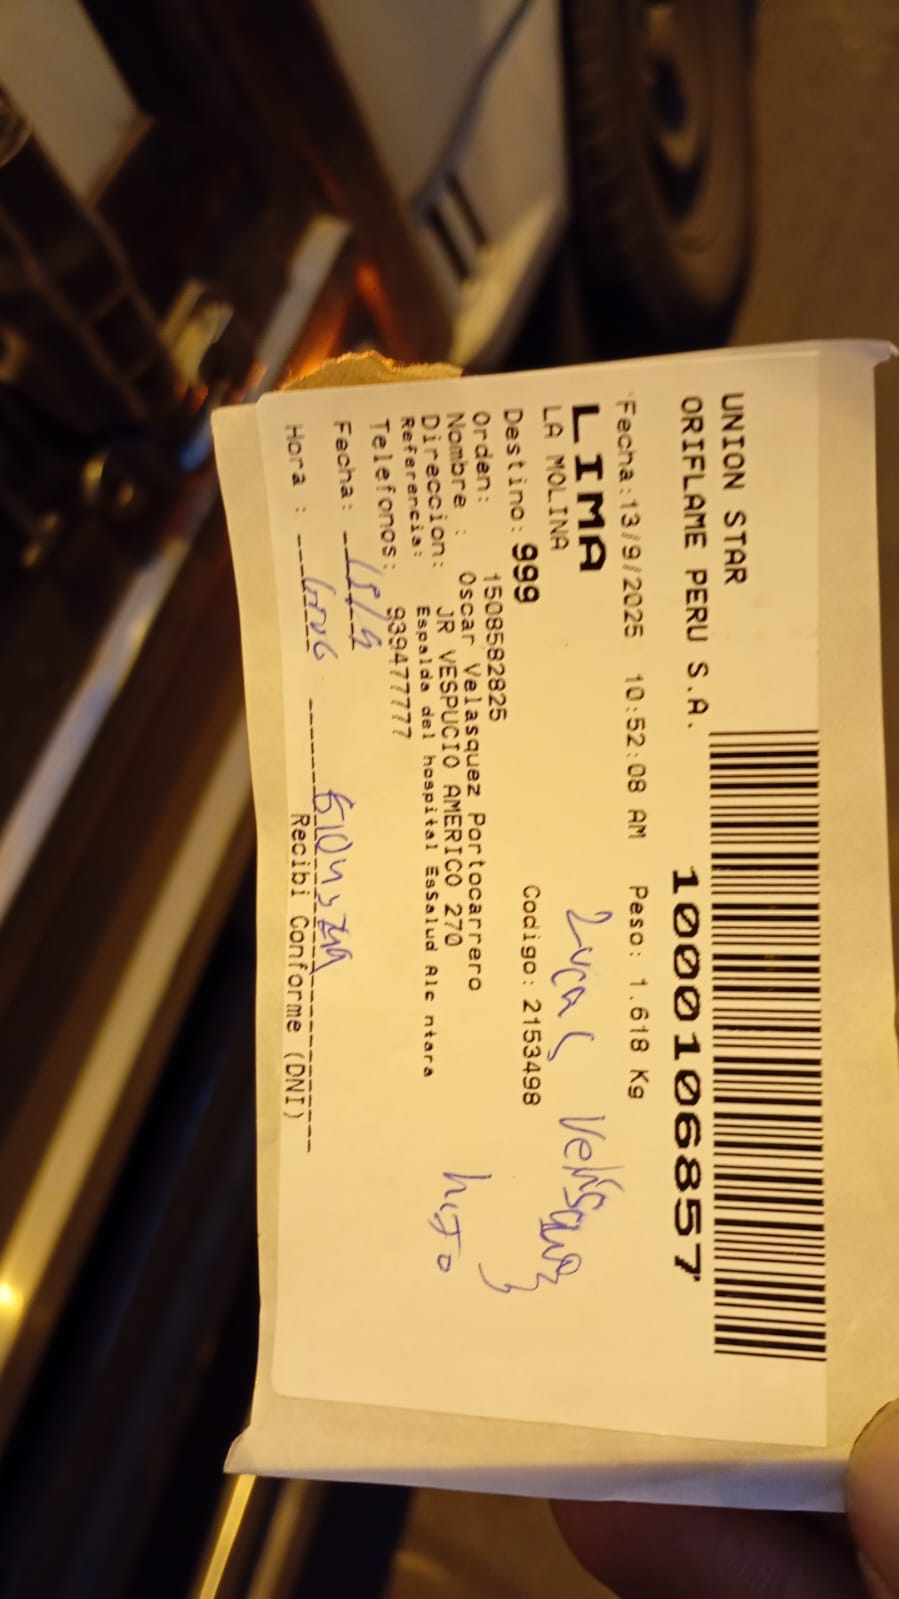 UNION STAR
ORIFLAME PERU S.A.
1000106857
'Fecha:13/9/2025 10:52:08 AM Peso: 1.618 Kg
LIMA
LA MOLINA
Destino: 999 Codigo: 2153498
Lucas Velásquez
Orden: 1508582825
Nombre : Oscar Velasquez Portocarrero
hijo
Direccion: JR VESPUCIO AMERICO 270
Referencia: Espalda del hospital EsSalud Alc ntara
Telefonos: 939477777
Fecha:
Hora :
Recibi Conforme (DNI)